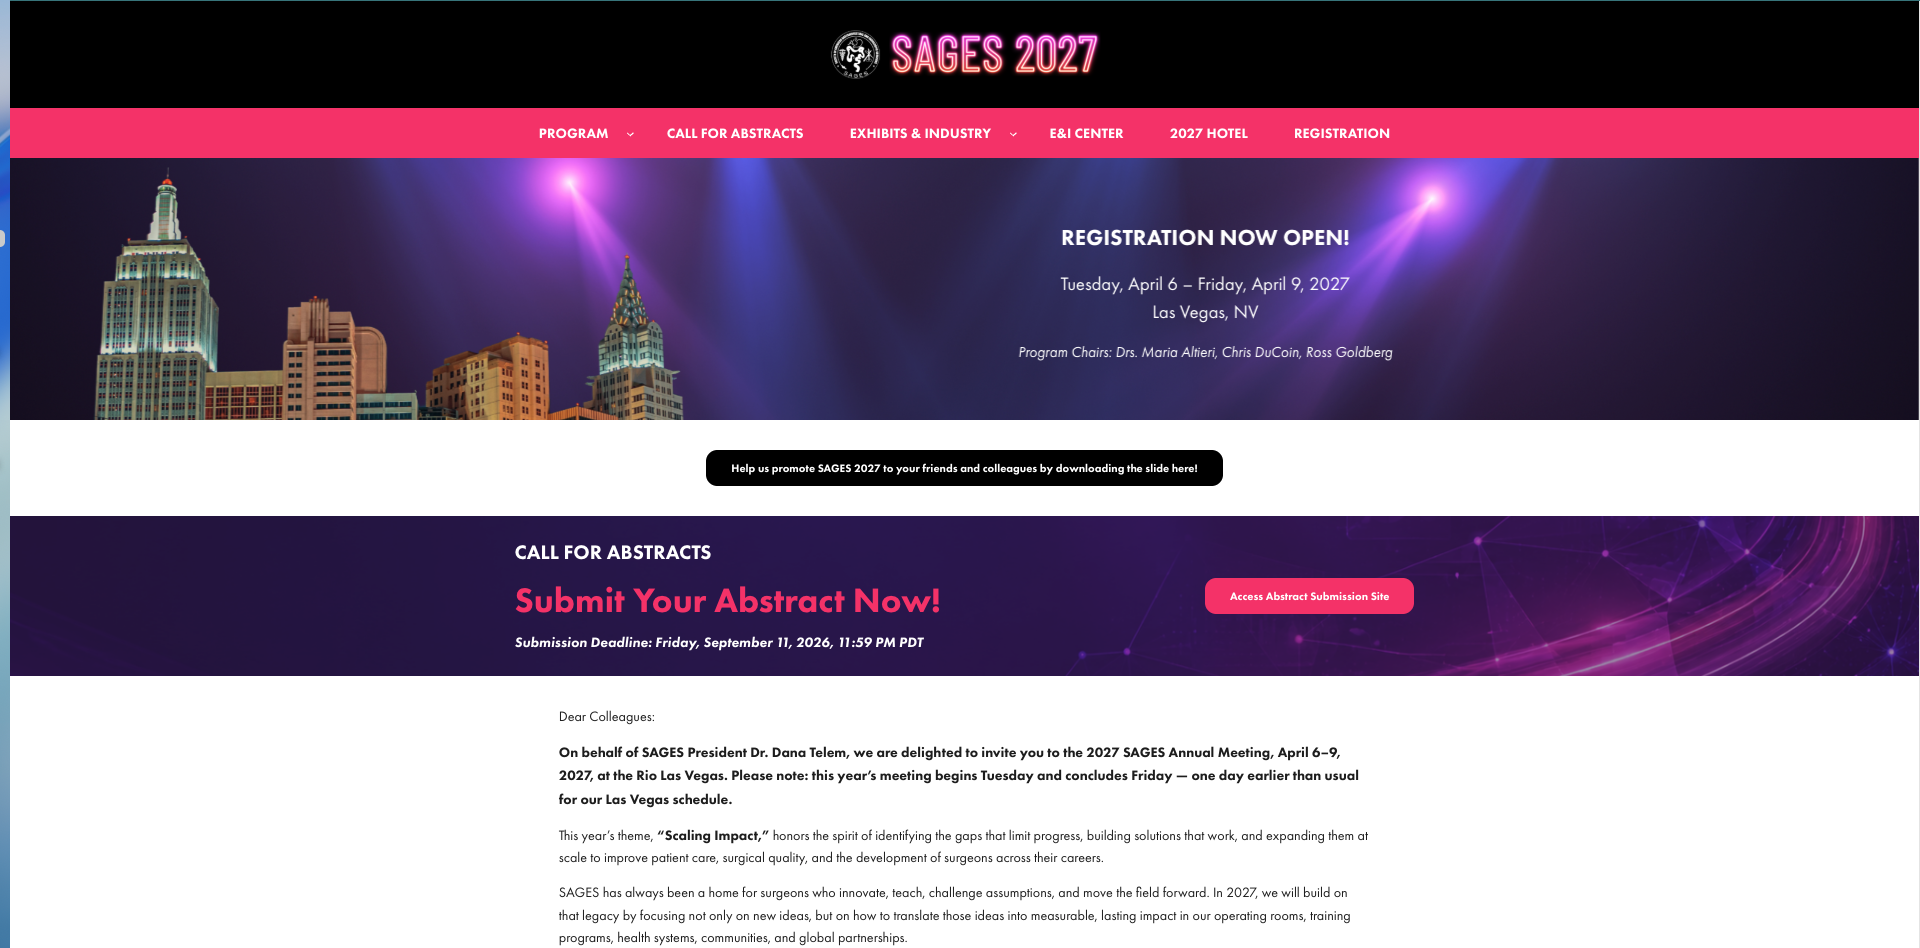 SAGES
SAGES 2027
PROGRAM
CALL FOR ABSTRACTS
EXHIBITS & INDUSTRY
E&I CENTER
2027 HOTEL
REGISTRATION
REGISTRATION NOW OPEN!
Tuesday, April 6 – Friday, April 9, 2027
Las Vegas, NV
Program Chairs: Drs. Maria Altieri, Chris DuCoin, Ross Goldberg
Help us promote SAGES 2027 to your friends and colleagues by downloading the slide here!
CALL FOR ABSTRACTS
Submit Your Abstract Now!
Submission Deadline: Friday, September 11, 2026, 11:59 PM PDT
Access Abstract Submission Site
Dear Colleagues:
On behalf of SAGES President Dr. Dana Telem, we are delighted to invite you to the 2027 SAGES Annual Meeting, April 6–9,
2027, at the Rio Las Vegas. Please note: this year’s meeting begins Tuesday and concludes Friday — one day earlier than usual
for our Las Vegas schedule.
This year’s theme, “Scaling Impact,” honors the spirit of identifying the gaps that limit progress, building solutions that work, and expanding them at
scale to improve patient care, surgical quality, and the development of surgeons across their careers.
SAGES has always been a home for surgeons who innovate, teach, challenge assumptions, and move the field forward. In 2027, we will build on
that legacy by focusing not only on new ideas, but on how to translate those ideas into measurable, lasting impact in our operating rooms, training
programs, health systems, communities, and global partnerships.